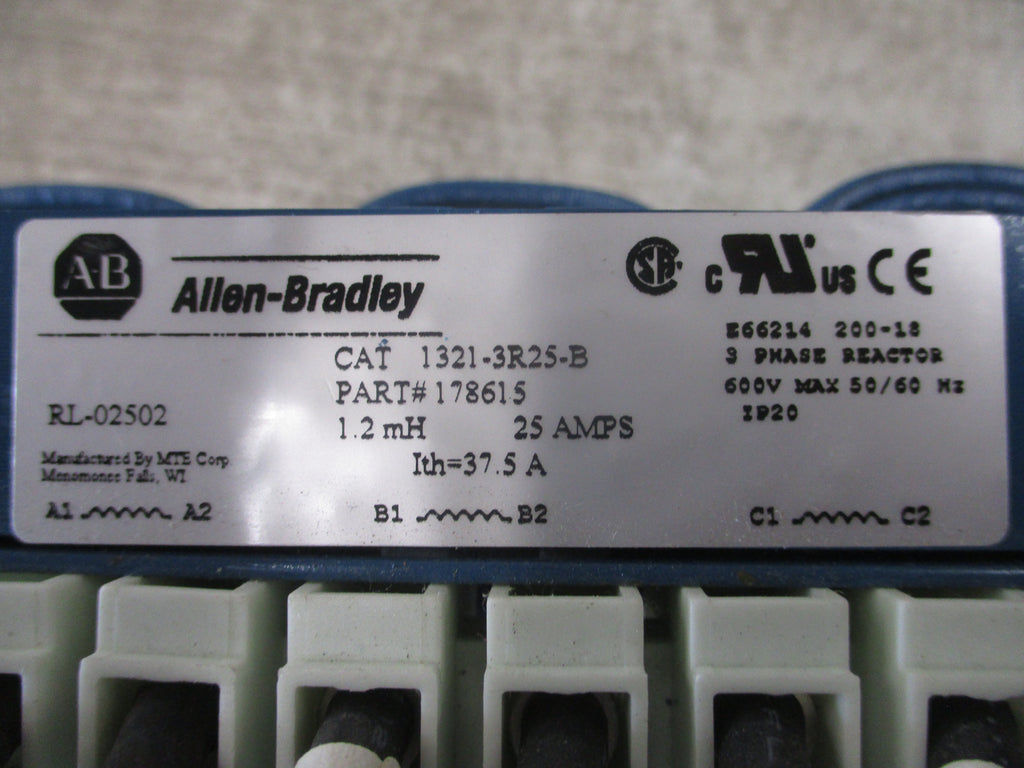 A-B
Allen-Bradley
SA
C RU US CE
E66214 200-18
3 PHASE REACTOR
600V MAX 50/60 Hz
IP20
CAT 1321-3R25-B
PART# 178615
1.2 mH 25 AMPS
Ith=37.5 A
RL-02502
Manufactured By MTE Corp
Menomonee Falls, WI
A1 A2 B1 B2 C1 C2